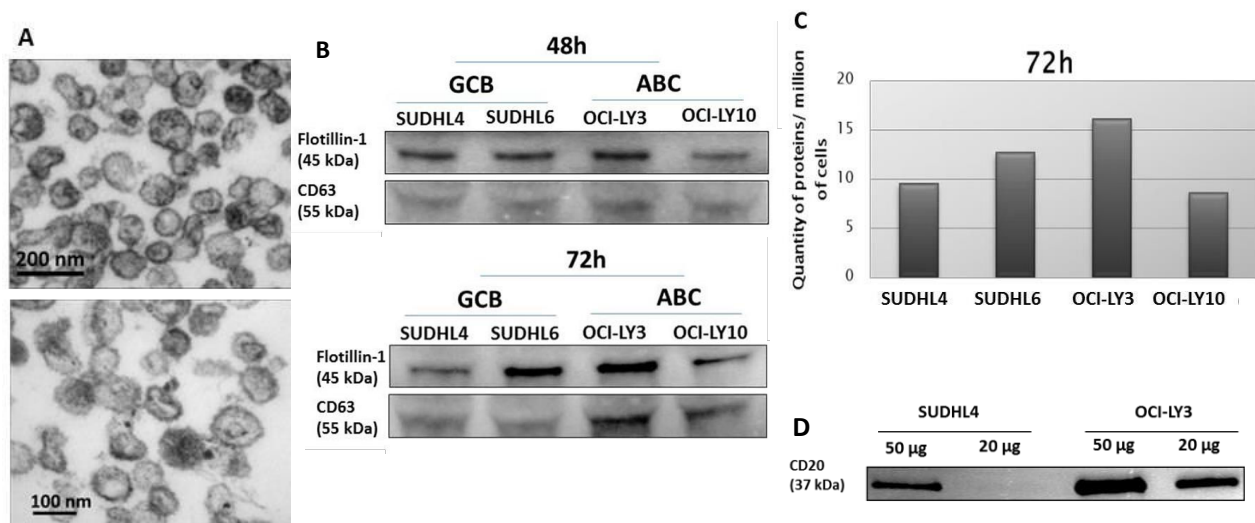 A
200 nm
100 nm
B
48h
GCB ABC
SUDHL4 SUDHL6 OCI-LY3 OCI-LY10
Flotillin-1
(45 kDa)
CD63
(55 kDa)
72h
GCB ABC
SUDHL4 SUDHL6 OCI-LY3 OCI-LY10
Flotillin-1
(45 kDa)
CD63
(55 kDa)
C
72h
Quantity of proteins/ million
of cells
20
15
10
5
0
SUDHL4 SUDHL6 OCI-LY3 OCI-LY10
D
SUDHL4 OCI-LY3
50 µg 20 µg 50 µg 20 µg
CD20
(37 kDa)